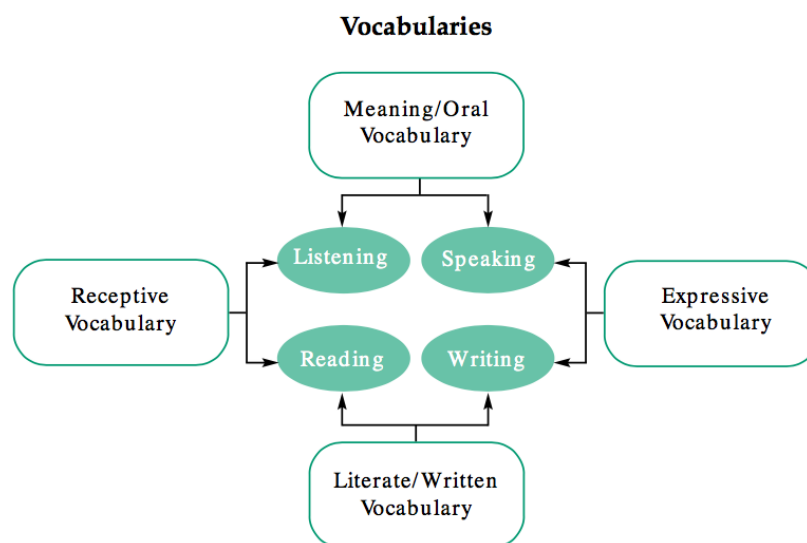 Vocabularies
Meaning/Oral
Vocabulary
Listening
Speaking
Receptive
Vocabulary
Expressive
Vocabulary
Reading
Writing
Literate/Written
Vocabulary